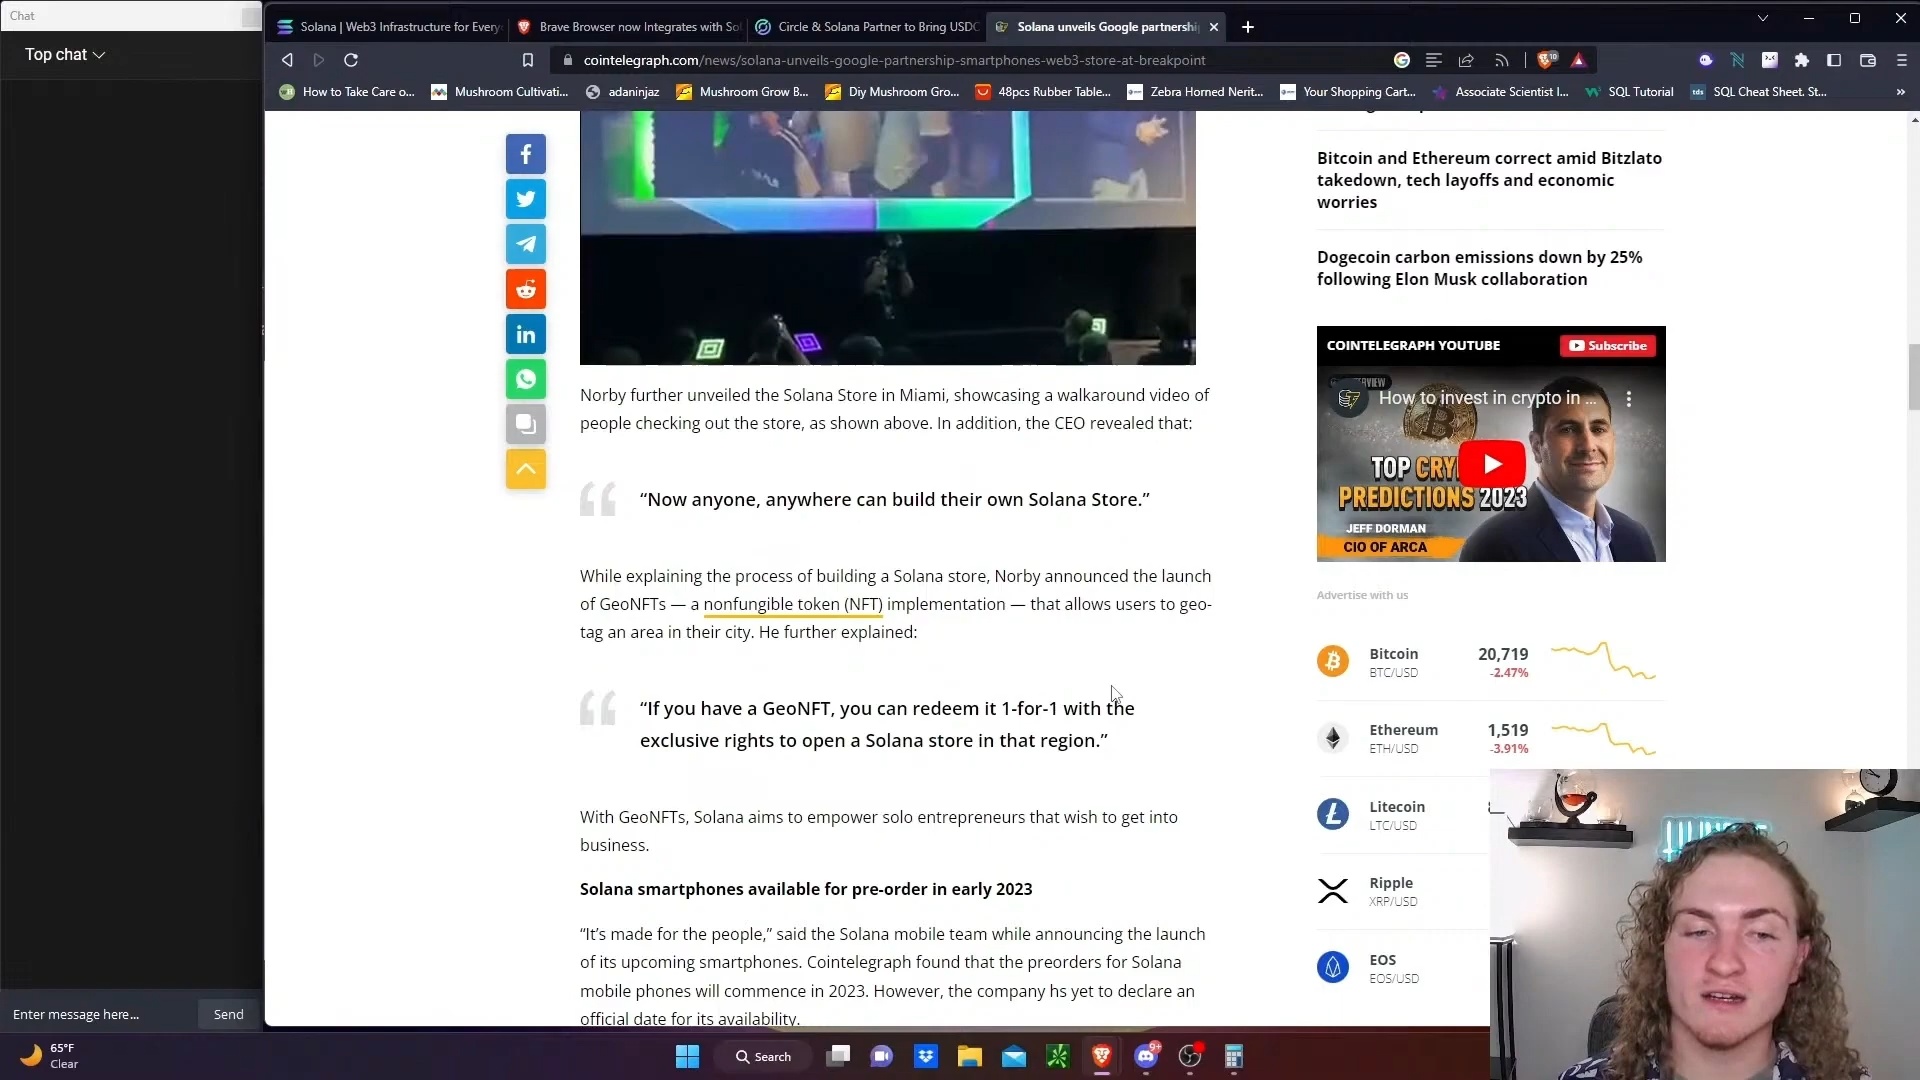 Chat
Top chat
Enter message here...
Send
Solana | Web3 Infrastructure for Every
Brave Browser now Integrates with Sol
Circle & Solana Partner to Bring USDC
Solana unveils Google partnershi
cointelegraph.com/news/solana-unveils-google-partnership-smartphones-web3-store-at-breakpoint
How to Take Care o...
Mushroom Cultivati...
adaninjaz
Mushroom Grow B...
Diy Mushroom Gro...
48pcs Rubber Table...
Zebra Horned Nerit...
Your Shopping Cart...
Associate Scientist I...
SQL Tutorial
SQL Cheat Sheet. St...
Norby further unveiled the Solana Store in Miami, showcasing a walkaround video of
people checking out the store, as shown above. In addition, the CEO revealed that:
“Now anyone, anywhere can build their own Solana Store.”
While explaining the process of building a Solana store, Norby announced the launch
of GeoNFTs — a nonfungible token (NFT) implementation — that allows users to geo-
tag an area in their city. He further explained:
“If you have a GeoNFT, you can redeem it 1-for-1 with the
exclusive rights to open a Solana store in that region.”
With GeoNFTs, Solana aims to empower solo entrepreneurs that wish to get into
business.
Solana smartphones available for pre-order in early 2023
“It’s made for the people,” said the Solana mobile team while announcing the launch
of its upcoming smartphones. Cointelegraph found that the preorders for Solana
mobile phones will commence in 2023. However, the company hs yet to declare an
official date for its availability.
Bitcoin and Ethereum correct amid Bitzlato
takedown, tech layoffs and economic
worries
Dogecoin carbon emissions down by 25%
following Elon Musk collaboration
COINTELEGRAPH YOUTUBE
Subscribe
How to invest in crypto in ...
PREDICTIONS 2023
JEFF DORMAN
CIO OF ARCA
Advertise with us
Bitcoin 20,719
BTC/USD -2.47%
Ethereum 1,519
ETH/USD -3.91%
Litecoin
LTC/USD
Ripple
XRP/USD
EOS
EOS/USD
65°F
Clear
Search